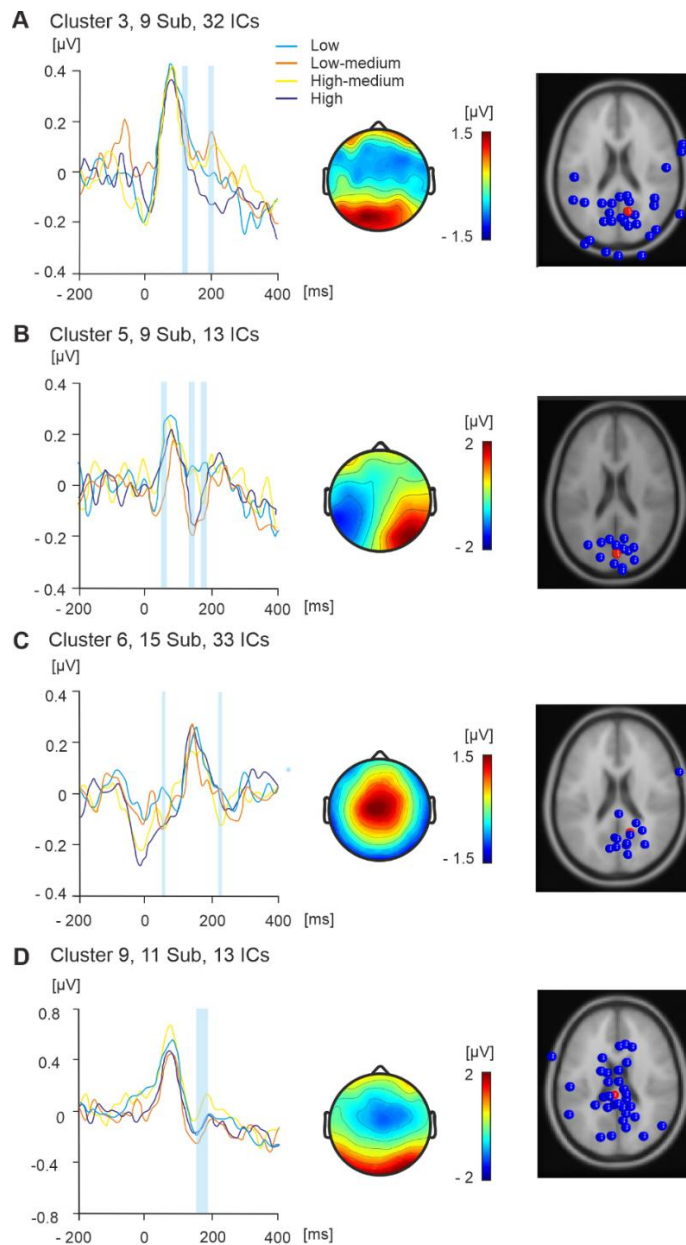 A Cluster 3, 9 Sub, 32 ICs
[µV]
Low
Low-medium
High-medium
High
0.4
0.2
0
- 0.2
- 0.4
- 200 0 200 400 [ms]
[µV]
1.5
- 1.5
B Cluster 5, 9 Sub, 13 ICs
[µV]
0.4
0.2
0
- 0.2
- 0.4
- 200 0 200 400 [ms]
[µV]
2
- 2
C Cluster 6, 15 Sub, 33 ICs
[µV]
0.4
0.2
0
- 0.2
- 0.4
- 200 0 200 400 [ms]
[µV]
1.5
- 1.5
D Cluster 9, 11 Sub, 13 ICs
[µV]
0.8
0.4
0
-0.4
-0.8
- 200 0 200 400 [ms]
[µV]
2
- 2